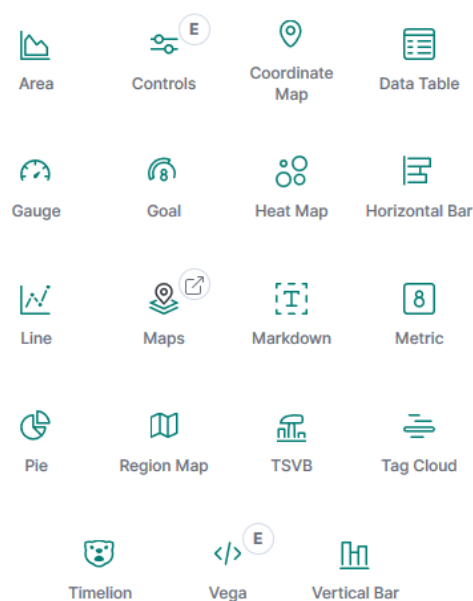 E
Area
Controls
Coordinate
Map
Data Table
8
Gauge
Goal
Heat Map
Horizontal Bar
T
8
Line
Maps
Markdown
Metric
Pie
Region Map
TSVB
Tag Cloud
E
</>
Timelion
Vega
Vertical Bar